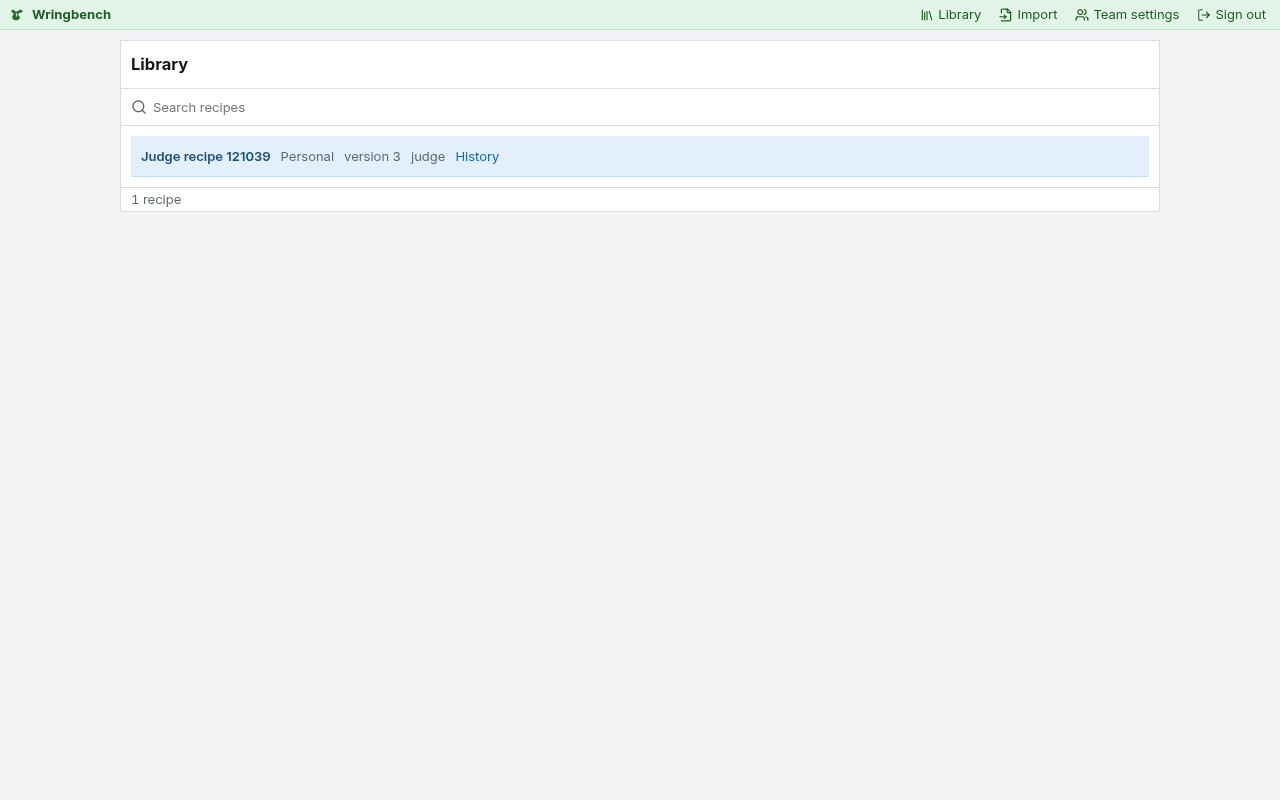 Wringbench Library Import Team settings Sign out
Library
Search recipes
Judge recipe 121039 Personal version 3 judge History
1 recipe